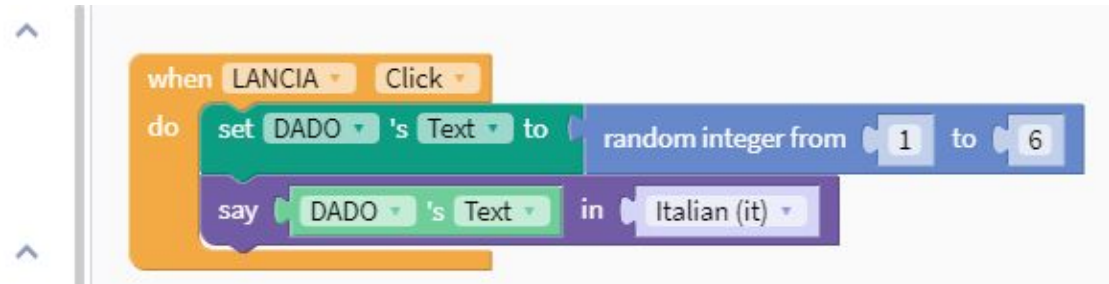 when LANCIA Click
do set DADO 's Text to random integer from 1 to 6
say DADO 's Text in Italian (it)